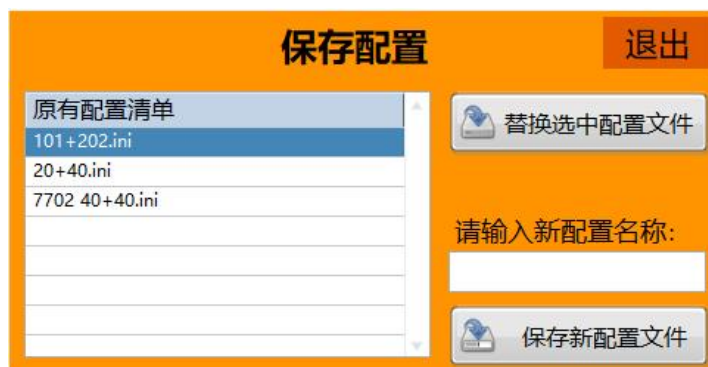 保存配置
退出
原有配置清单
101+202.ini
20+40.ini
7702 40+40.ini
替换选中配置文件
请输入新配置名称:
保存新配置文件